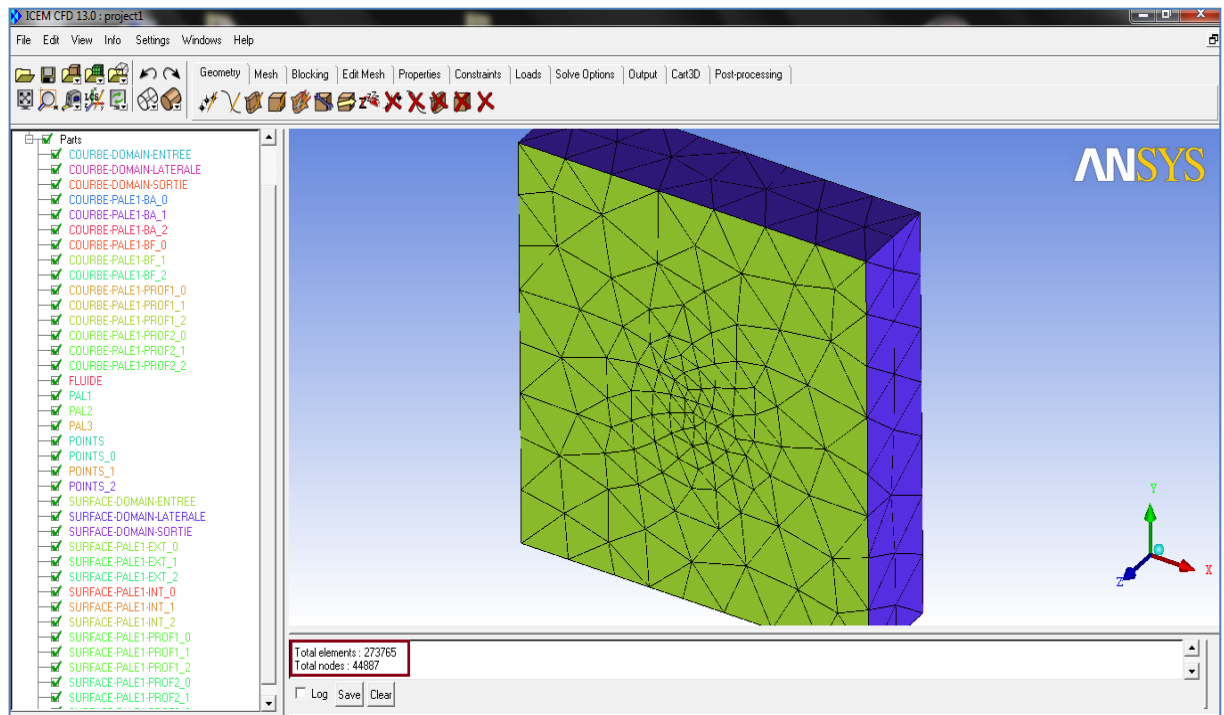 ICEM CFD 13.0 : project1
File Edit View Info Settings Windows Help
Geometry Mesh Blocking Edit Mesh Properties Constraints Loads Solve Options Output Cart3D Post-processing
Parts
COURBE-DOMAIN-ENTREE
COURBE-DOMAIN-LATERALE
COURBE-DOMAIN-SORTIE
COURBE-PALE1-BA_0
COURBE-PALE1-BA_1
COURBE-PALE1-BA_2
COURBE-PALE1-BF_0
COURBE-PALE1-BF_1
COURBE-PALE1-BF_2
COURBE-PALE1-PROF1_0
COURBE-PALE1-PROF1_1
COURBE-PALE1-PROF1_2
COURBE-PALE1-PROF2_0
COURBE-PALE1-PROF2_1
COURBE-PALE1-PROF2_2
FLUIDE
PAL1
PAL2
PAL3
POINTS
POINTS_0
POINTS_1
POINTS_2
SURFACE-DOMAIN-ENTREE
SURFACE-DOMAIN-LATERALE
SURFACE-DOMAIN-SORTIE
SURFACE-PALE1-EXT_0
SURFACE-PALE1-EXT_1
SURFACE-PALE1-EXT_2
SURFACE-PALE1-INT_0
SURFACE-PALE1-INT_1
SURFACE-PALE1-INT_2
SURFACE-PALE1-PROF1_0
SURFACE-PALE1-PROF1_1
SURFACE-PALE1-PROF1_2
SURFACE-PALE1-PROF2_0
SURFACE-PALE1-PROF2_1
ANSYS
Y
X
Z
Total elements : 273765
Total nodes : 44887
Log Save Clear